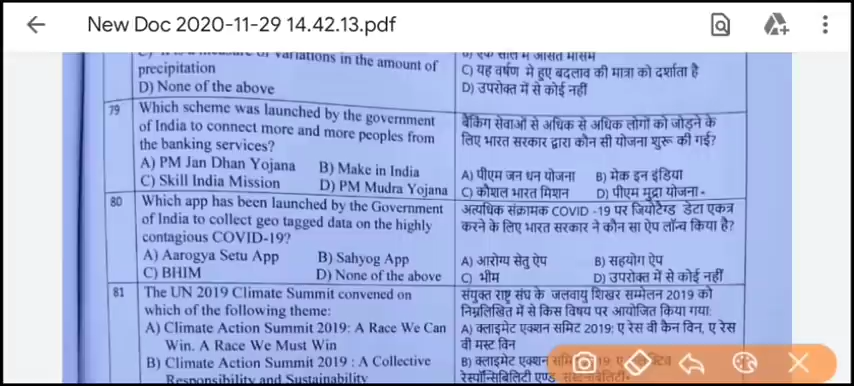 New Doc 2020-11-29 14.42.13.pdf
variations in the amount of
precipitation
D) None of the above
C) यह वर्षण मे हुए बदलाव की मात्रा को दर्शाता है
D) उपरोक्त में से कोई नहीं
79 Which scheme was launched by the government
of India to connect more and more peoples from
the banking services?
A) PM Jan Dhan Yojana B) Make in India
C) Skill India Mission D) PM Mudra Yojana
बैंकिंग सेवाओं से अधिक से अधिक लोगों को जोड़ने के
लिए भारत सरकार द्वारा कौन सी योजना शुरू की गई?
A) पीएम जन धन योजना B) मेक इन इंडिया
C) कौशल भारत मिशन D) पीएम मुद्रा योजना
80 Which app has been launched by the Government
of India to collect geo tagged data on the highly
contagious COVID-19?
A) Aarogya Setu App B) Sahyog App
C) BHIM D) None of the above
अत्यधिक संक्रामक COVID -19 पर जियोटैग्ड डेटा एकत्र
करने के लिए भारत सरकार ने कौन सा ऐप लॉन्च किया है?
A) आरोग्य सेतु ऐप B) सहयोग ऐप
C) भीम D) उपरोक्त में से कोई नहीं
81 The UN 2019 Climate Summit convened on
which of the following theme:
A) Climate Action Summit 2019: A Race We Can
Win. A Race We Must Win
B) Climate Action Summit 2019 : A Collective
Responsibility and Sustainability
संयुक्त राष्ट्र संघ के जलवायु शिखर सम्मेलन 2019 को
निम्नलिखित में से किस विषय पर आयोजित किया गया:
A) क्लाइमेट एक्शन समिट 2019: ए रेस वी कैन विन, ए रेस
वी मस्ट विन
B) क्लाइमेट एक्शन
रेस्पॉन्सिबिलिटी एण्ड